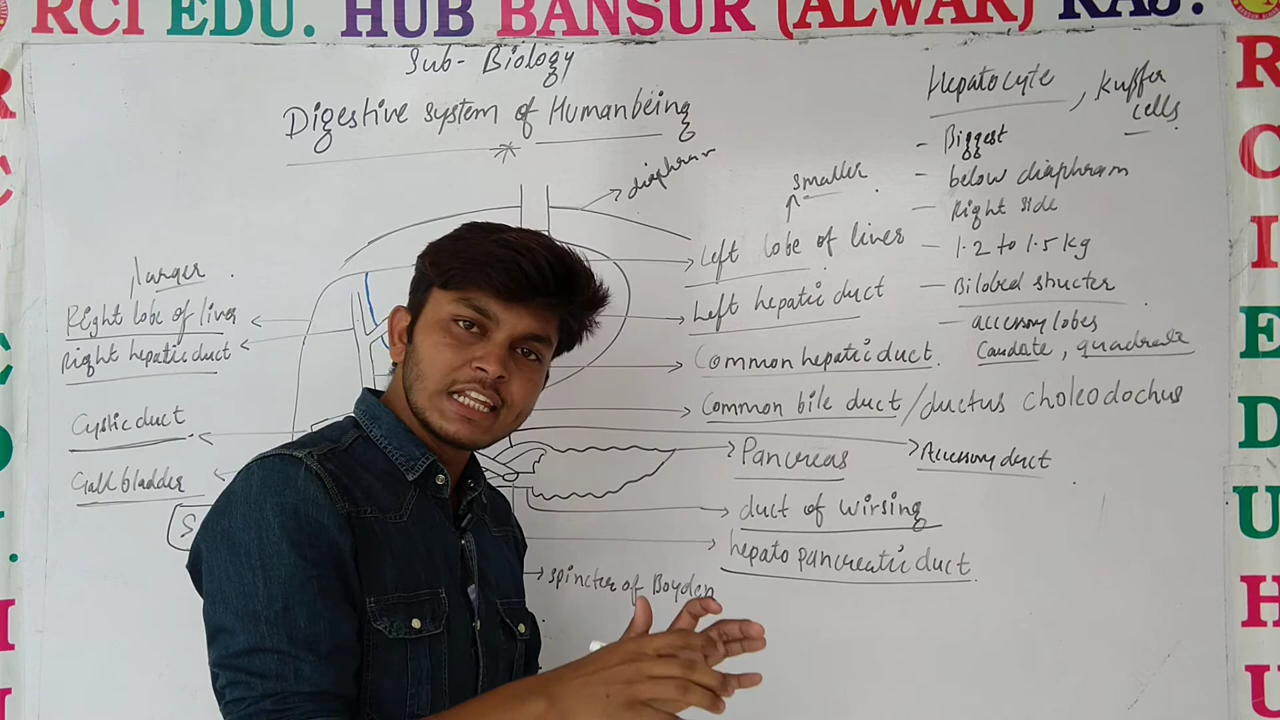 RCI EDU. HUB BANSUR (ALWAR) RAJ.
Sub- Biology
Digestive system of Humanbeing
diaphram
Hepatocyte, Kuffer
cells
- Biggest
- below diaphram
- Right side
- 1.2 to 1.5 kg
- Bilobed structer
- accessory lobes
Caudate, quadrate
smaller
Left lobe of liver
Left hepatic duct
Common hepatic duct.
Common bile duct/ductus choleodochus
Pancreas
Accessory duct
duct of wirsing
hepato pancreatic duct
spincter of Boyden
larger
Right lobe of liver
Right hepatic duct
Cystic duct
Gall bladder
S
R
C
I
E
D
U
H
U